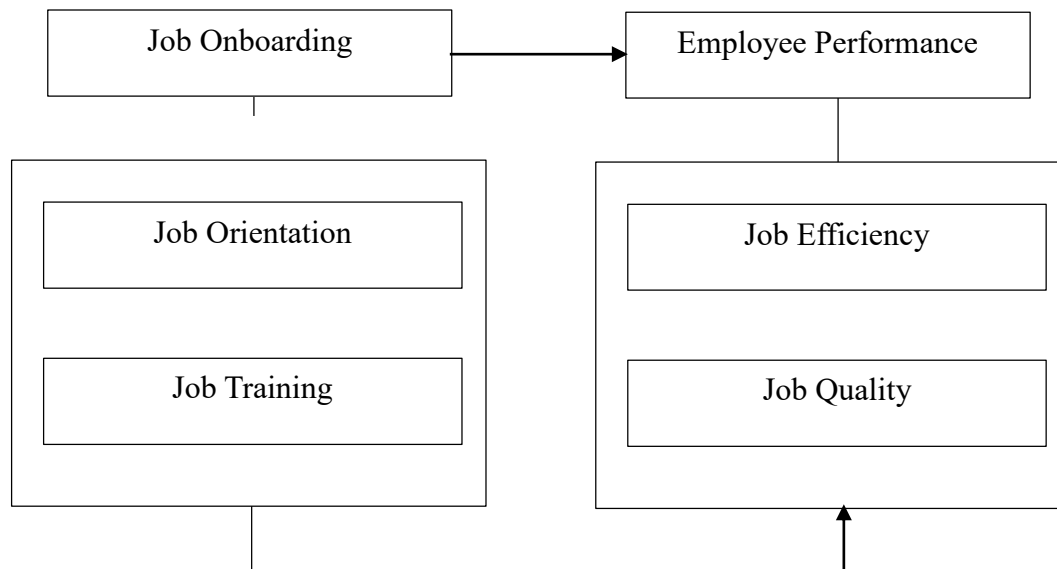 Job Onboarding
Employee Performance
Job Orientation
Job Efficiency
Job Training
Job Quality